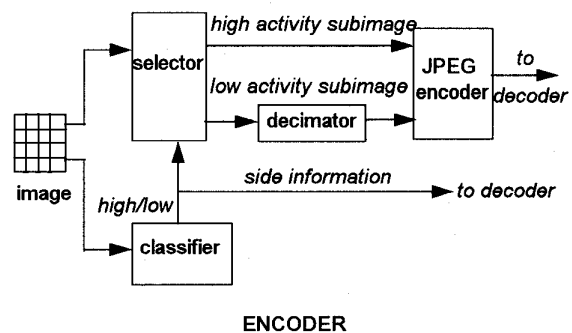 high activity subimage
selector
JPEG
encoder
to
decoder
low activity subimage
decimator
image
high/low
side information
to decoder
classifier
ENCODER